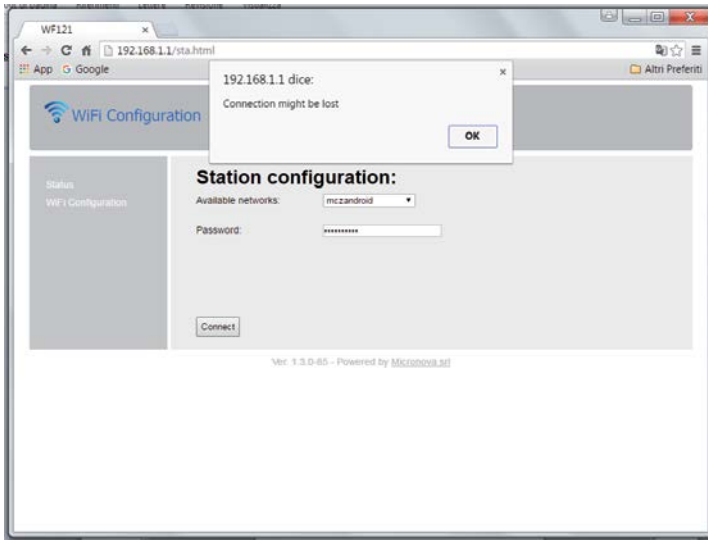 WF121
192.168.1.1/sta.html
App
Google
Altri Preferiti
192.168.1.1 dice:
Connection might be lost
OK
WiFi Configuration
Status
WiFi Configuration
Station configuration:
Available networks:
mczandroid
Password:
••••••••••
Connect
Ver. 1.3.0-85 - Powered by Micronova srl